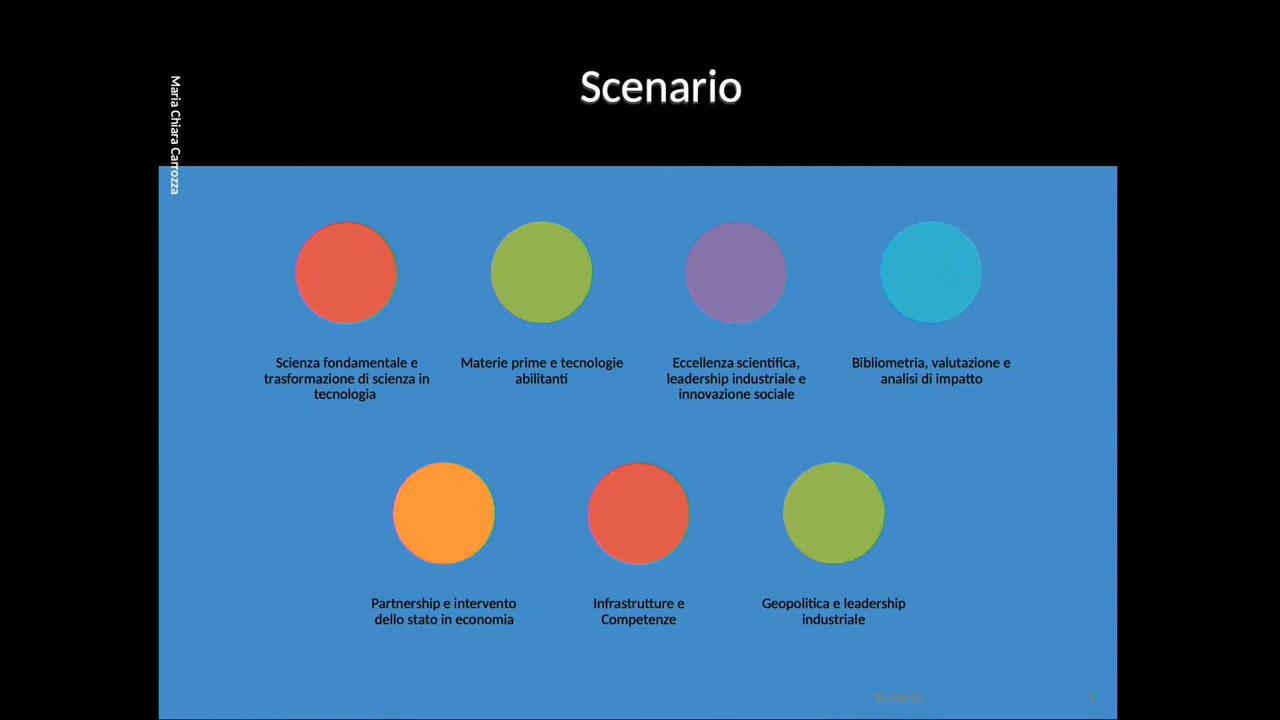 Scenario
Maria Chiara Carrozza
Scienza fondamentale e
trasformazione di scienza in
tecnologia
Materie prime e tecnologie
abilitanti
Eccellenza scientifica,
leadership industriale e
innovazione sociale
Bibliometria, valutazione e
analisi di impatto
Partnership e intervento
dello stato in economia
Infrastrutture e
Competenze
Geopolitica e leadership
industriale